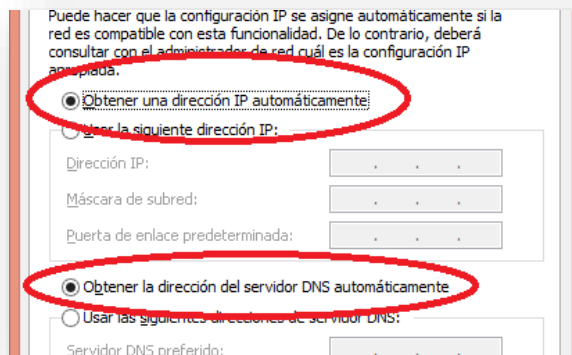 Puede hacer que la configuración IP se asigne automáticamente si la
red es compatible con esta funcionalidad. De lo contrario, deberá
consultar con el administrador de red cuál es la configuración IP
apropiada.
Obtener una dirección IP automáticamente
Usar la siguiente dirección IP:
Dirección IP:
Máscara de subred:
Puerta de enlace predeterminada:
Obtener la dirección del servidor DNS automáticamente
Usar las siguientes direcciones de servidor DNS:
Servidor DNS preferido: